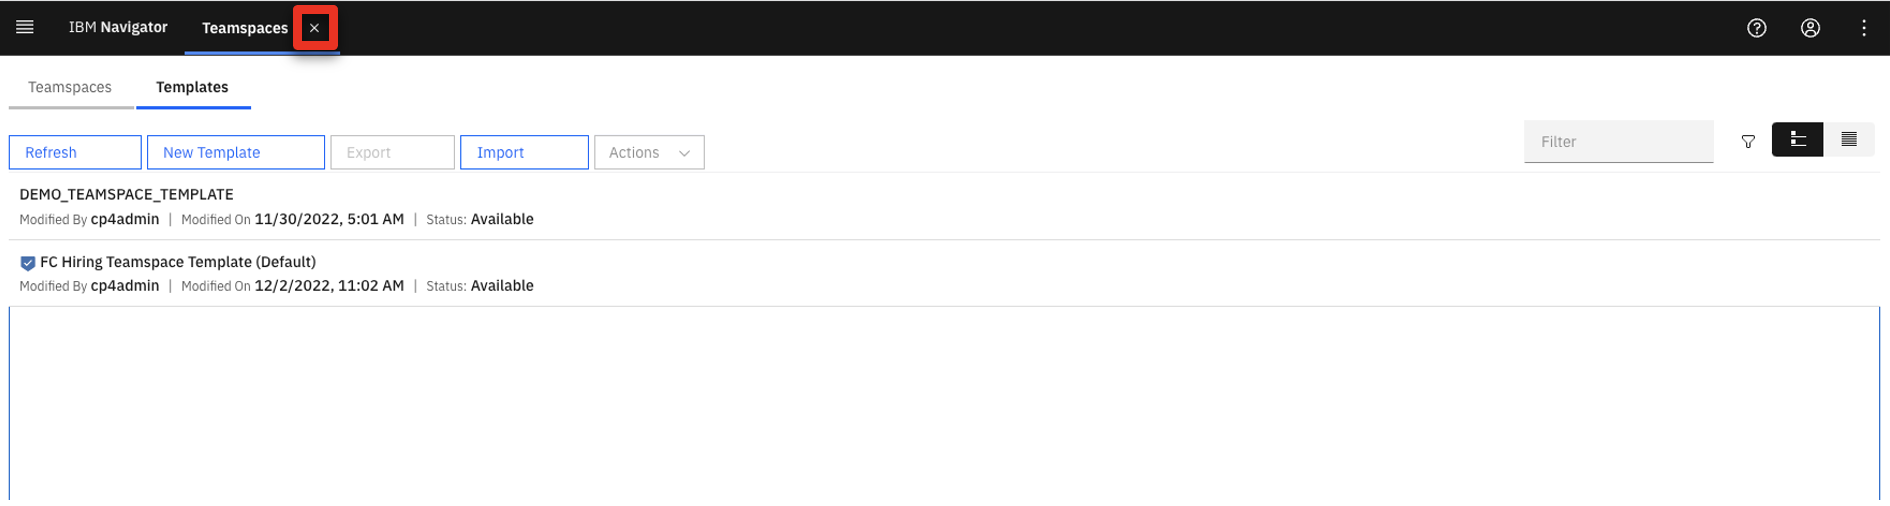 IBM Navigator Teamspaces
Teamspaces Templates
Refresh New Template Export Import Actions Filter
DEMO_TEAMSPACE_TEMPLATE
Modified By cp4admin | Modified On 11/30/2022, 5:01 AM | Status: Available
FC Hiring Teamspace Template (Default)
Modified By cp4admin | Modified On 12/2/2022, 11:02 AM | Status: Available